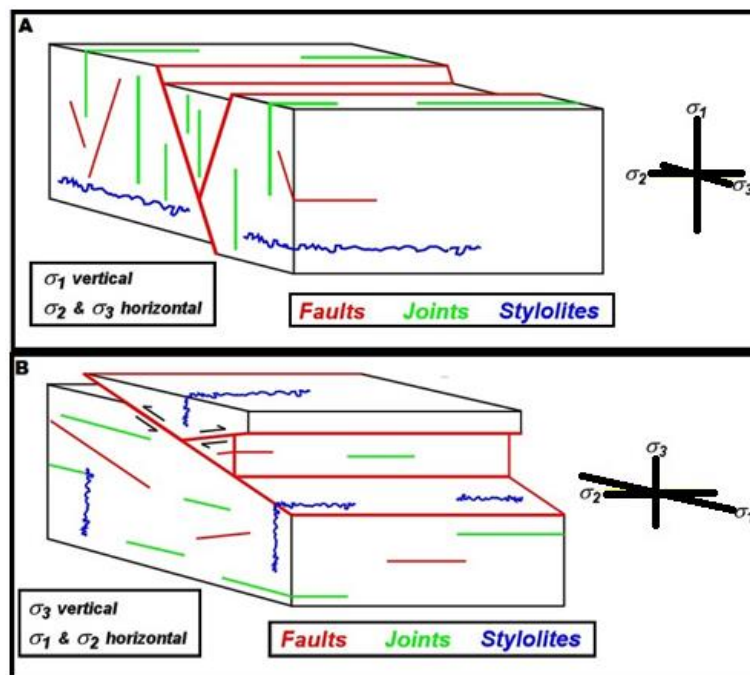 A
σ1
σ2
σ3
σ1 vertical
σ2 & σ3 horizontal
Faults Joints Stylolites
B
σ3
σ2
σ1
σ3 vertical
σ1 & σ2 horizontal
Faults Joints Stylolites